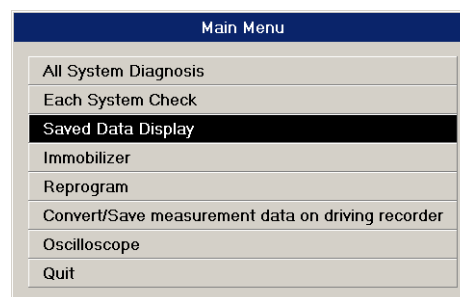 Main Menu
All System Diagnosis
Each System Check
Saved Data Display
Immobilizer
Reprogram
Convert/Save measurement data on driving recorder
Oscilloscope
Quit